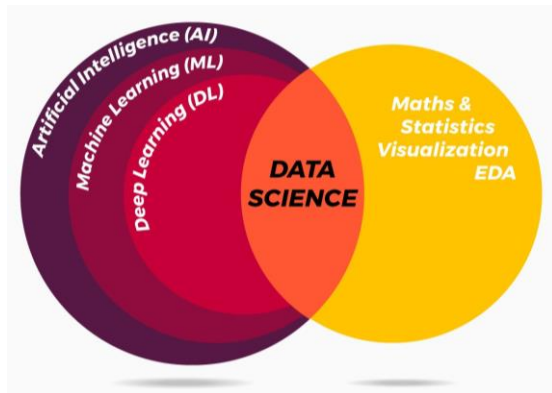 Artificial Intelligence (AI)
Machine Learning (ML)
Deep Learning (DL)
DATA
SCIENCE
Maths &
Statistics
Visualization
EDA